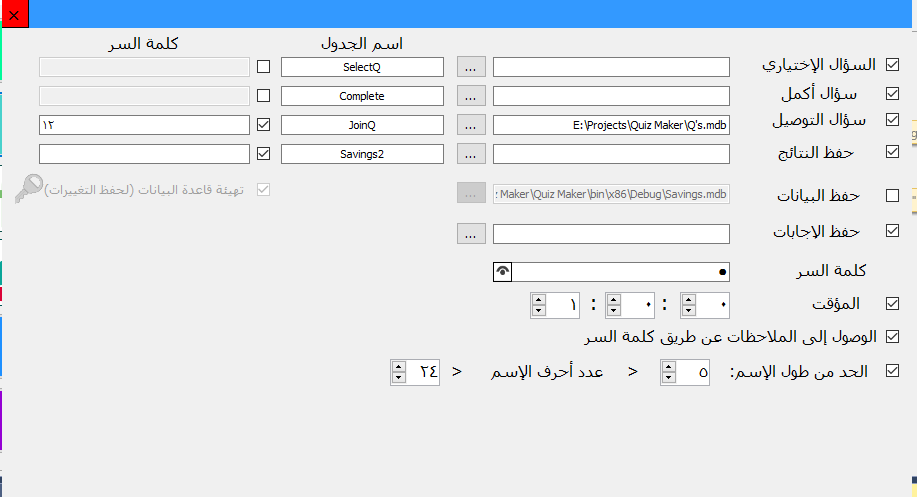 اسم الجدول كلمة السر
السؤال الإختياري ... SelectQ
سؤال أكمل ... Complete
سؤال التوصيل E:\Projects\Quiz Maker\Q's.mdb ... JoinQ ١٢
حفظ النتائج ... Savings2
حفظ البيانات Maker\Quiz Maker\bin\x86\Debug\Savings.mdb ... تهيئة قاعدة البيانات (لحفظ التغييرات)
حفظ الإجابات ...
كلمة السر ●
المؤقت ٠ : ٠ : ١
الوصول إلى الملاحظات عن طريق كلمة السر
الحد من طول الإسم: ٥ < عدد أحرف الإسم < ٢٤